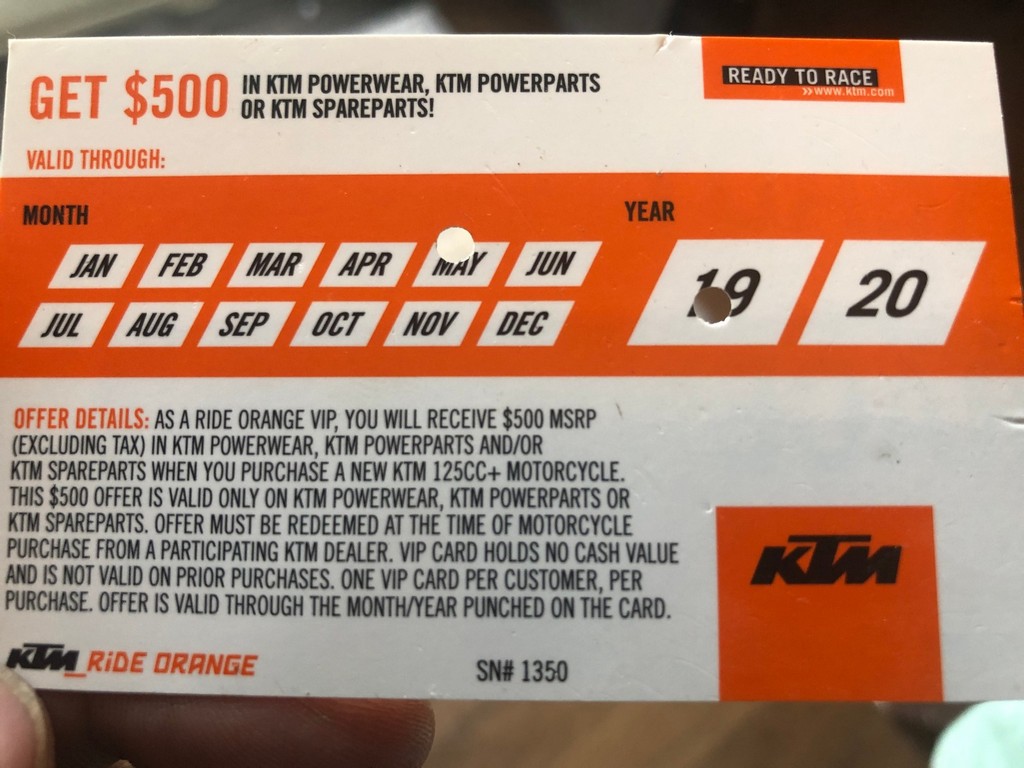 GET $500 IN KTM POWERWEAR, KTM POWERPARTS
OR KTM SPAREPARTS!
READY TO RACE
»www.ktm.com
VALID THROUGH:
MONTH
YEAR
JAN FEB MAR APR MAY JUN
JUL AUG SEP OCT NOV DEC
19 20
OFFER DETAILS: AS A RIDE ORANGE VIP, YOU WILL RECEIVE $500 MSRP
(EXCLUDING TAX) IN KTM POWERWEAR, KTM POWERPARTS AND/OR
KTM SPAREPARTS WHEN YOU PURCHASE A NEW KTM 125CC+ MOTORCYCLE.
THIS $500 OFFER IS VALID ONLY ON KTM POWERWEAR, KTM POWERPARTS OR
KTM SPAREPARTS. OFFER MUST BE REDEEMED AT THE TIME OF MOTORCYCLE
PURCHASE FROM A PARTICIPATING KTM DEALER. VIP CARD HOLDS NO CASH VALUE
AND IS NOT VALID ON PRIOR PURCHASES. ONE VIP CARD PER CUSTOMER, PER
PURCHASE. OFFER IS VALID THROUGH THE MONTH/YEAR PUNCHED ON THE CARD.
KTM
KTM_RIDE ORANGE
SN# 1350